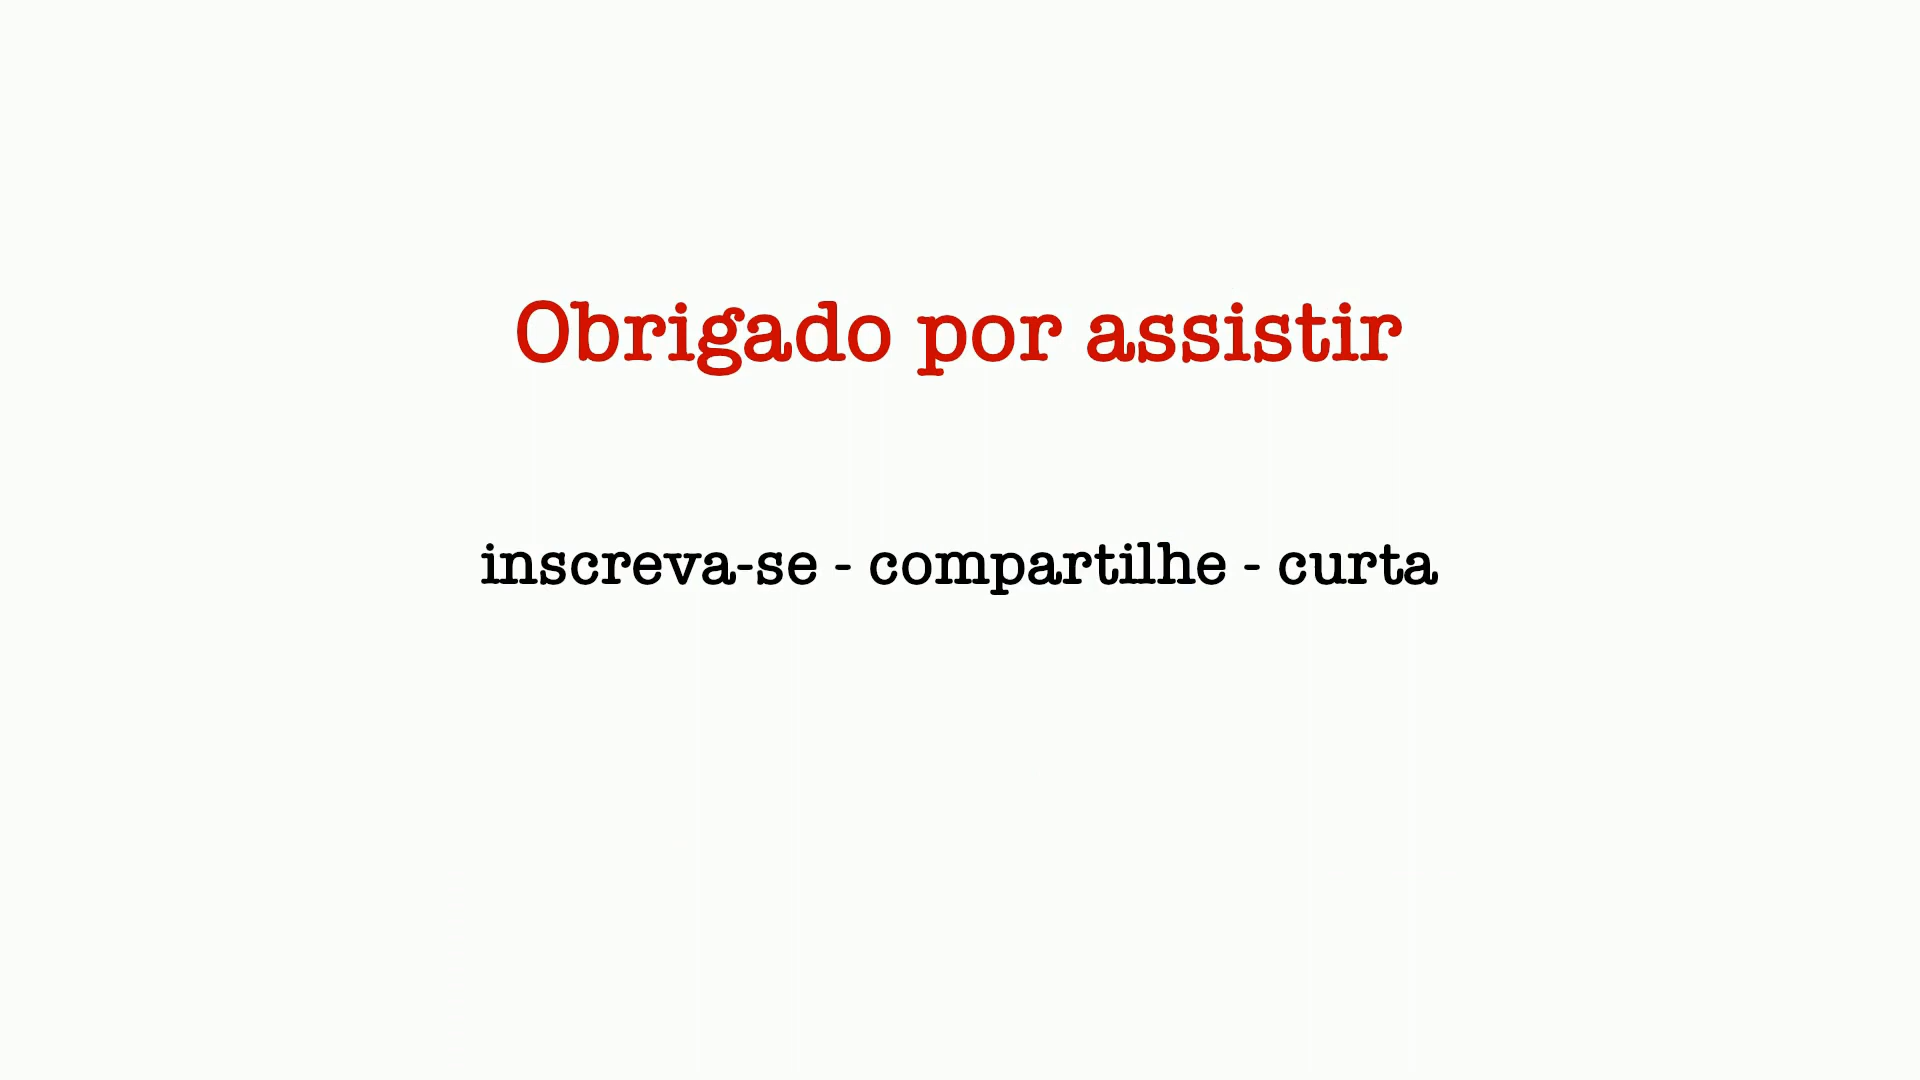 Obrigado por assistir
inscreva-se - compartilhe - curta